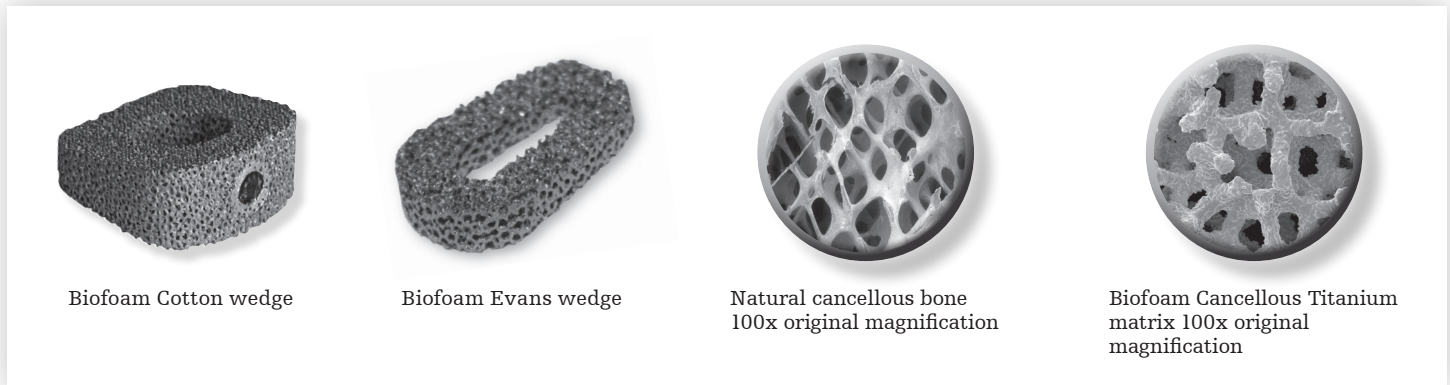 Biofoam Cotton wedge
Biofoam Evans wedge
Natural cancellous bone
100x original magnification
Biofoam Cancellous Titanium
matrix 100x original
magnification